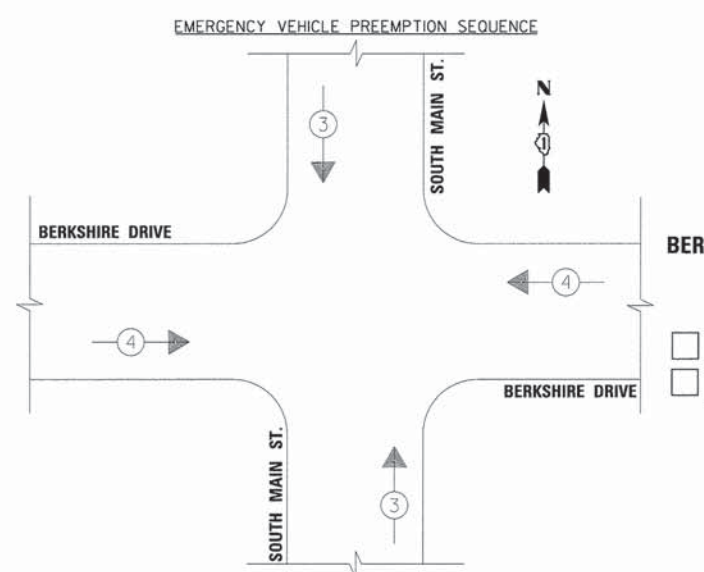 EMERGENCY VEHICLE PREEMPTION SEQUENCE
3
SOUTH MAIN ST.
N
BERKSHIRE DRIVE
BER
4
4
BERKSHIRE DRIVE
SOUTH MAIN ST.
3